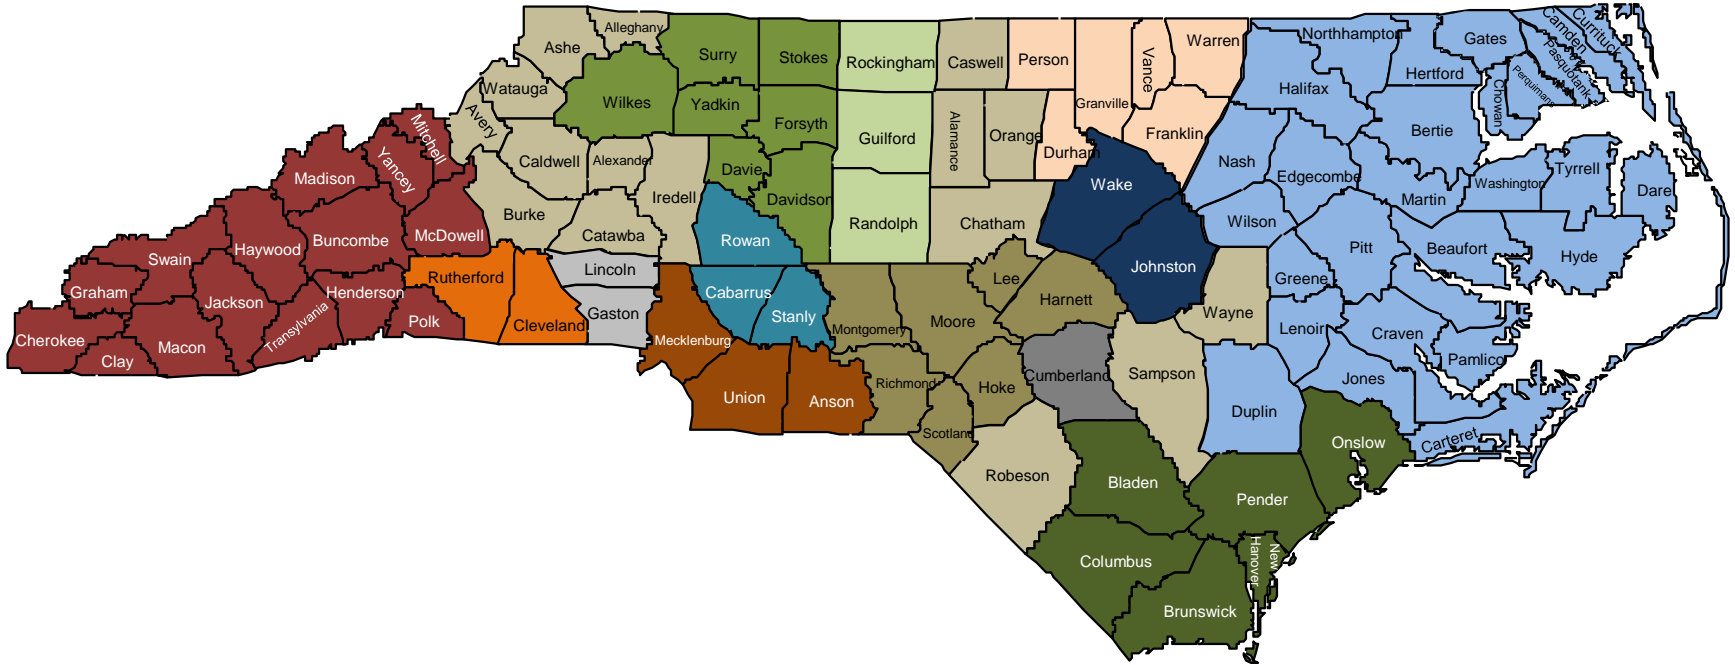 Ashe
Alleghany
Surry
Stokes
Rockingham
Caswell
Person
Vance
Warren
Northhampton
Gates
Camden
Currituck
Pasquotank
Perquimans
Chowan
Hertford
Halifax
Granville
Watauga
Wilkes
Yadkin
Forsyth
Guilford
Alamance
Orange
Durham
Franklin
Nash
Edgecombe
Bertie
Martin
Washington
Tyrrell
Dare
Mitchell
Avery
Yancey
Madison
Caldwell
Alexander
Iredell
Davie
Davidson
Randolph
Chatham
Wake
Wilson
Pitt
Beaufort
Hyde
Swain
Haywood
Buncombe
McDowell
Burke
Catawba
Rowan
Lee
Johnston
Greene
Graham
Jackson
Henderson
Rutherford
Lincoln
Cabarrus
Stanly
Montgomery
Moore
Harnett
Wayne
Lenoir
Craven
Pamlico
Cherokee
Clay
Macon
Transylvania
Polk
Cleveland
Gaston
Mecklenburg
Union
Anson
Richmond
Scotland
Hoke
Cumberland
Sampson
Duplin
Jones
Carteret
Onslow
Robeson
Bladen
Pender
Columbus
New
Hanover
Brunswick